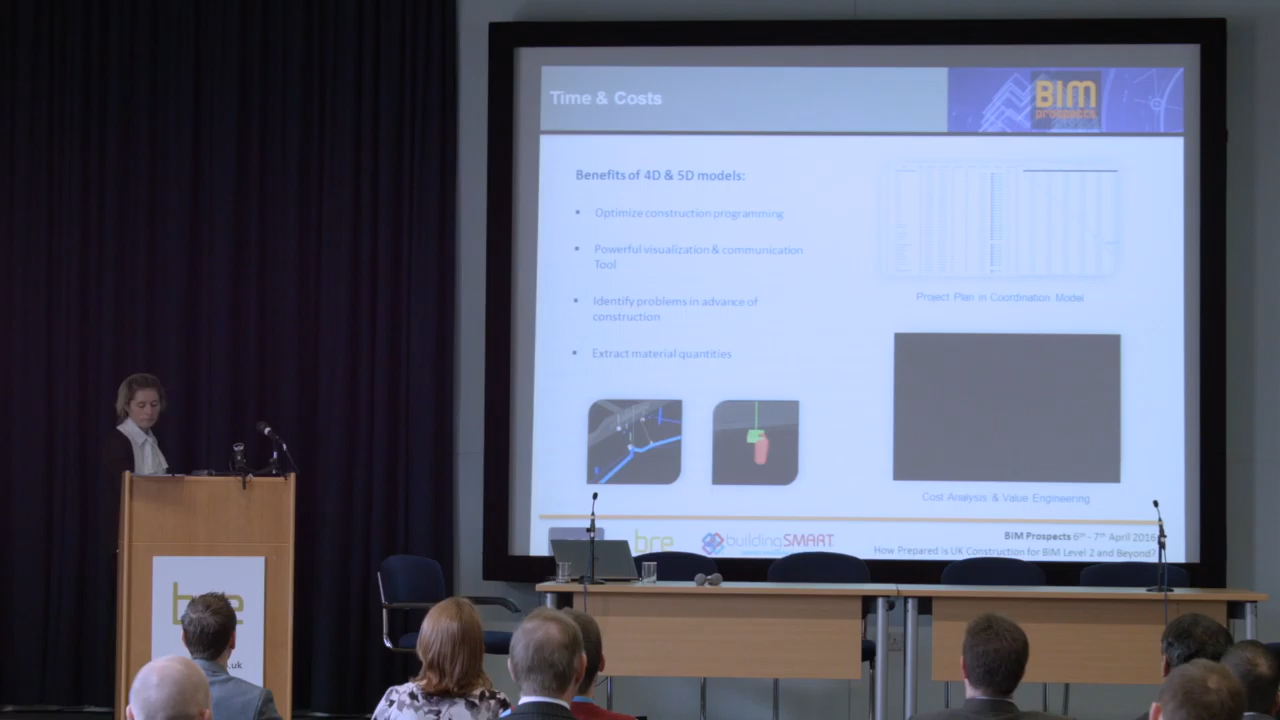 Time & Costs
BIM
prospects
Benefits of 4D & 5D models:
Optimize construction programming
Powerful visualization & communication
Tool
Identify problems in advance of
construction
Extract material quantities
Project Plan in Coordination Model
Cost Analysis & Value Engineering
bre
buildingSMART
BIM Prospects 6th - 7th April 2016
How Prepared is UK Construction for BIM Level 2 and Beyond?
bre
.uk